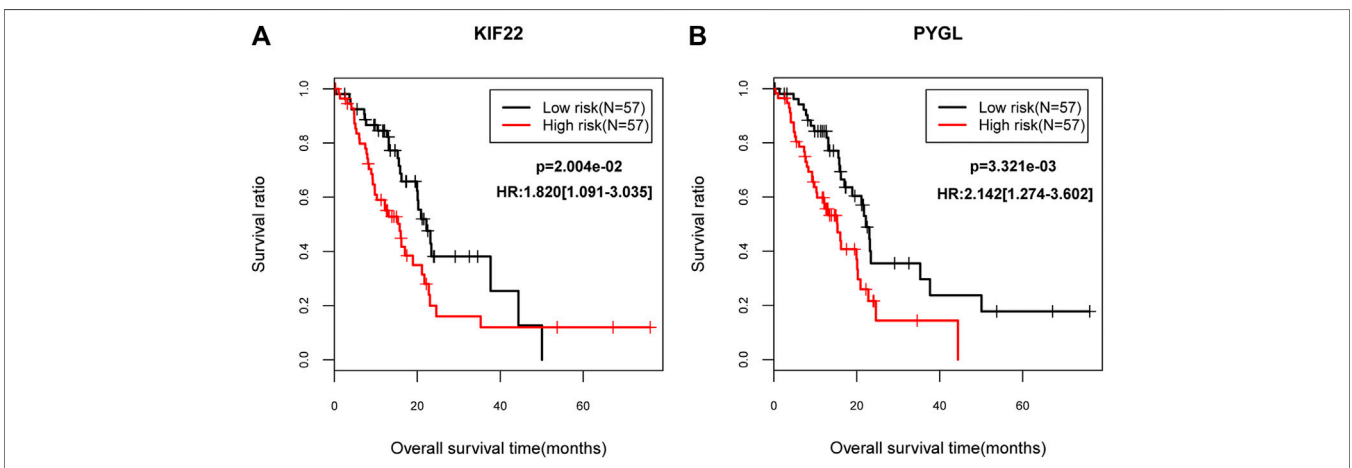 A
KIF22
Survival ratio
1.0
0.8
0.6
0.4
0.2
0.0
Low risk(N=57)
High risk(N=57)
p=2.004e-02
HR:1.820[1.091-3.035]
0 20 40 60
Overall survival time(months)
B
PYGL
Survival ratio
1.0
0.8
0.6
0.4
0.2
0.0
Low risk(N=57)
High risk(N=57)
p=3.321e-03
HR:2.142[1.274-3.602]
0 20 40 60
Overall survival time(months)